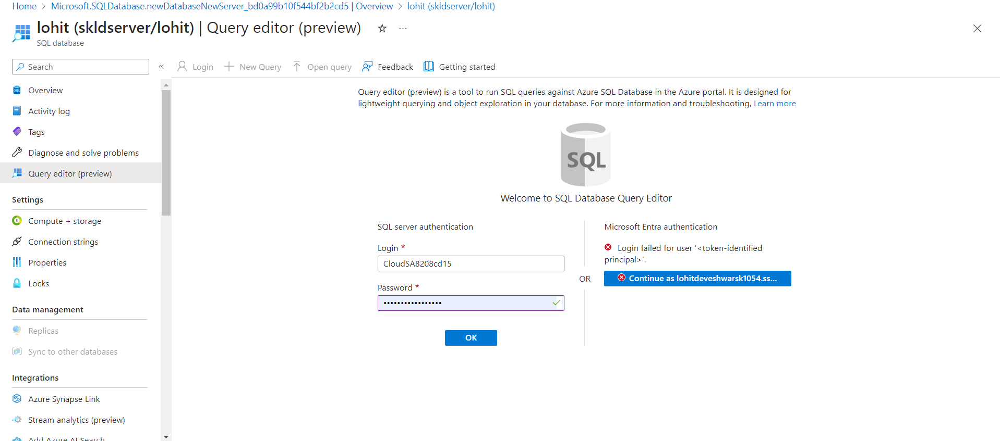 Home > Microsoft.SQLDatabase.newDatabaseNewServer_bd0a99b10f544bf2b2cd5 | Overview > lohit (skldserver/lohit)
lohit (skldserver/lohit) | Query editor (preview)
SQL database
Search
«
Login
New Query
Open query
Feedback
Getting started
Overview
Activity log
Tags
Diagnose and solve problems
Query editor (preview)
Settings
Compute + storage
Connection strings
Properties
Locks
Data management
Replicas
Sync to other databases
Integrations
Azure Synapse Link
Stream analytics (preview)
Add Azure AI Search
Query editor (preview) is a tool to run SQL queries against Azure SQL Database in the Azure portal. It is designed for
lightweight querying and object exploration in your database. For more information and troubleshooting, Learn more
SQL
Welcome to SQL Database Query Editor
SQL server authentication
Login *
CloudSA8208cd15
Password *
•••••••••••••••••
OK
OR
Microsoft Entra authentication
Login failed for user '<token-identified
principal>'.
Continue as lohitdeveshwarsk1054.ss...